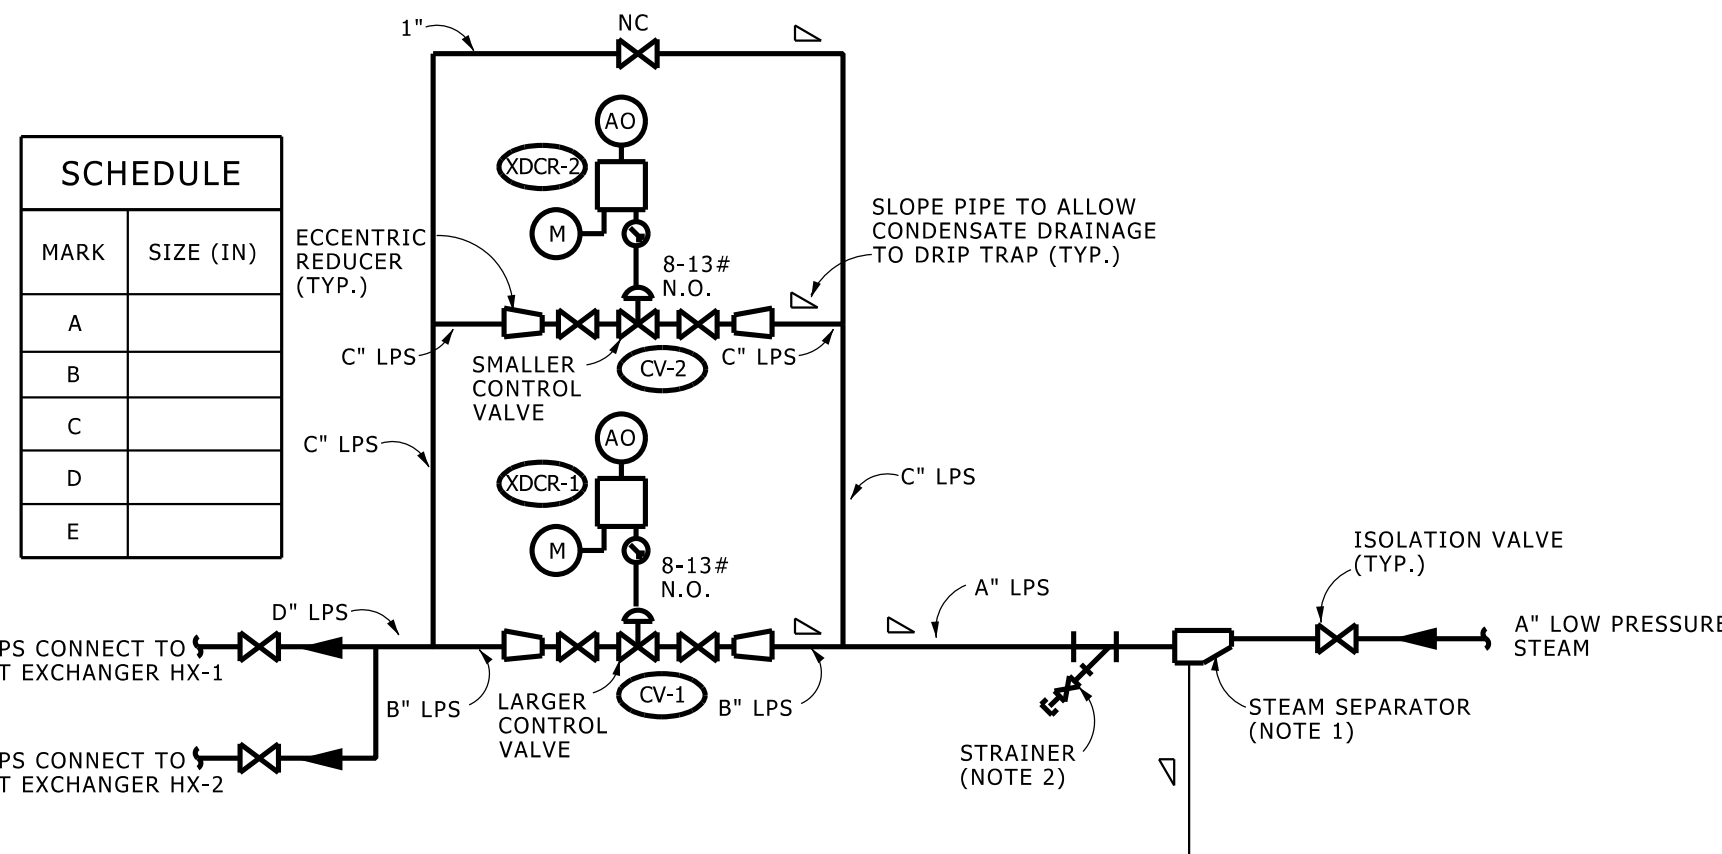 1"
NC
AO
XDCR-2
M
SCHEDULE
MARK
SIZE (IN)
A
B
C
D
E
ECCENTRIC
REDUCER
(TYP.)
8-13#
N.O.
SLOPE PIPE TO ALLOW
CONDENSATE DRAINAGE
TO DRIP TRAP (TYP.)
C" LPS
SMALLER
CONTROL
VALVE
CV-2
C" LPS
AO
XDCR-1
M
C" LPS
C" LPS
8-13#
N.O.
ISOLATION VALVE
(TYP.)
D" LPS
A" LPS
A" LOW PRESSURE
STEAM
PS CONNECT TO
T EXCHANGER HX-1
B" LPS
LARGER
CONTROL
VALVE
CV-1
B" LPS
STEAM SEPARATOR
(NOTE 1)
STRAINER
(NOTE 2)
PS CONNECT TO
T EXCHANGER HX-2